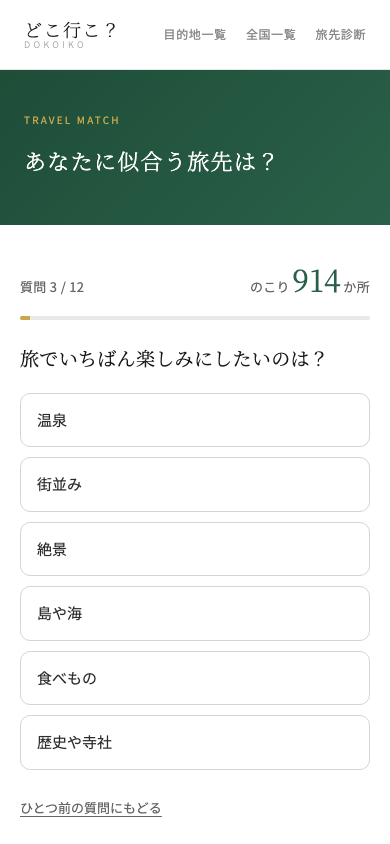 どこ行こ？
DOKOIKO
目的地一覧 全国一覧 旅先診断
TRAVEL MATCH
あなたに似合う旅先は？
質問 3 / 12
のこり 914 か所
旅でいちばん楽しみにしたいのは？
温泉
街並み
絶景
島や海
食べもの
歴史や寺社
ひとつ前の質問にもどる